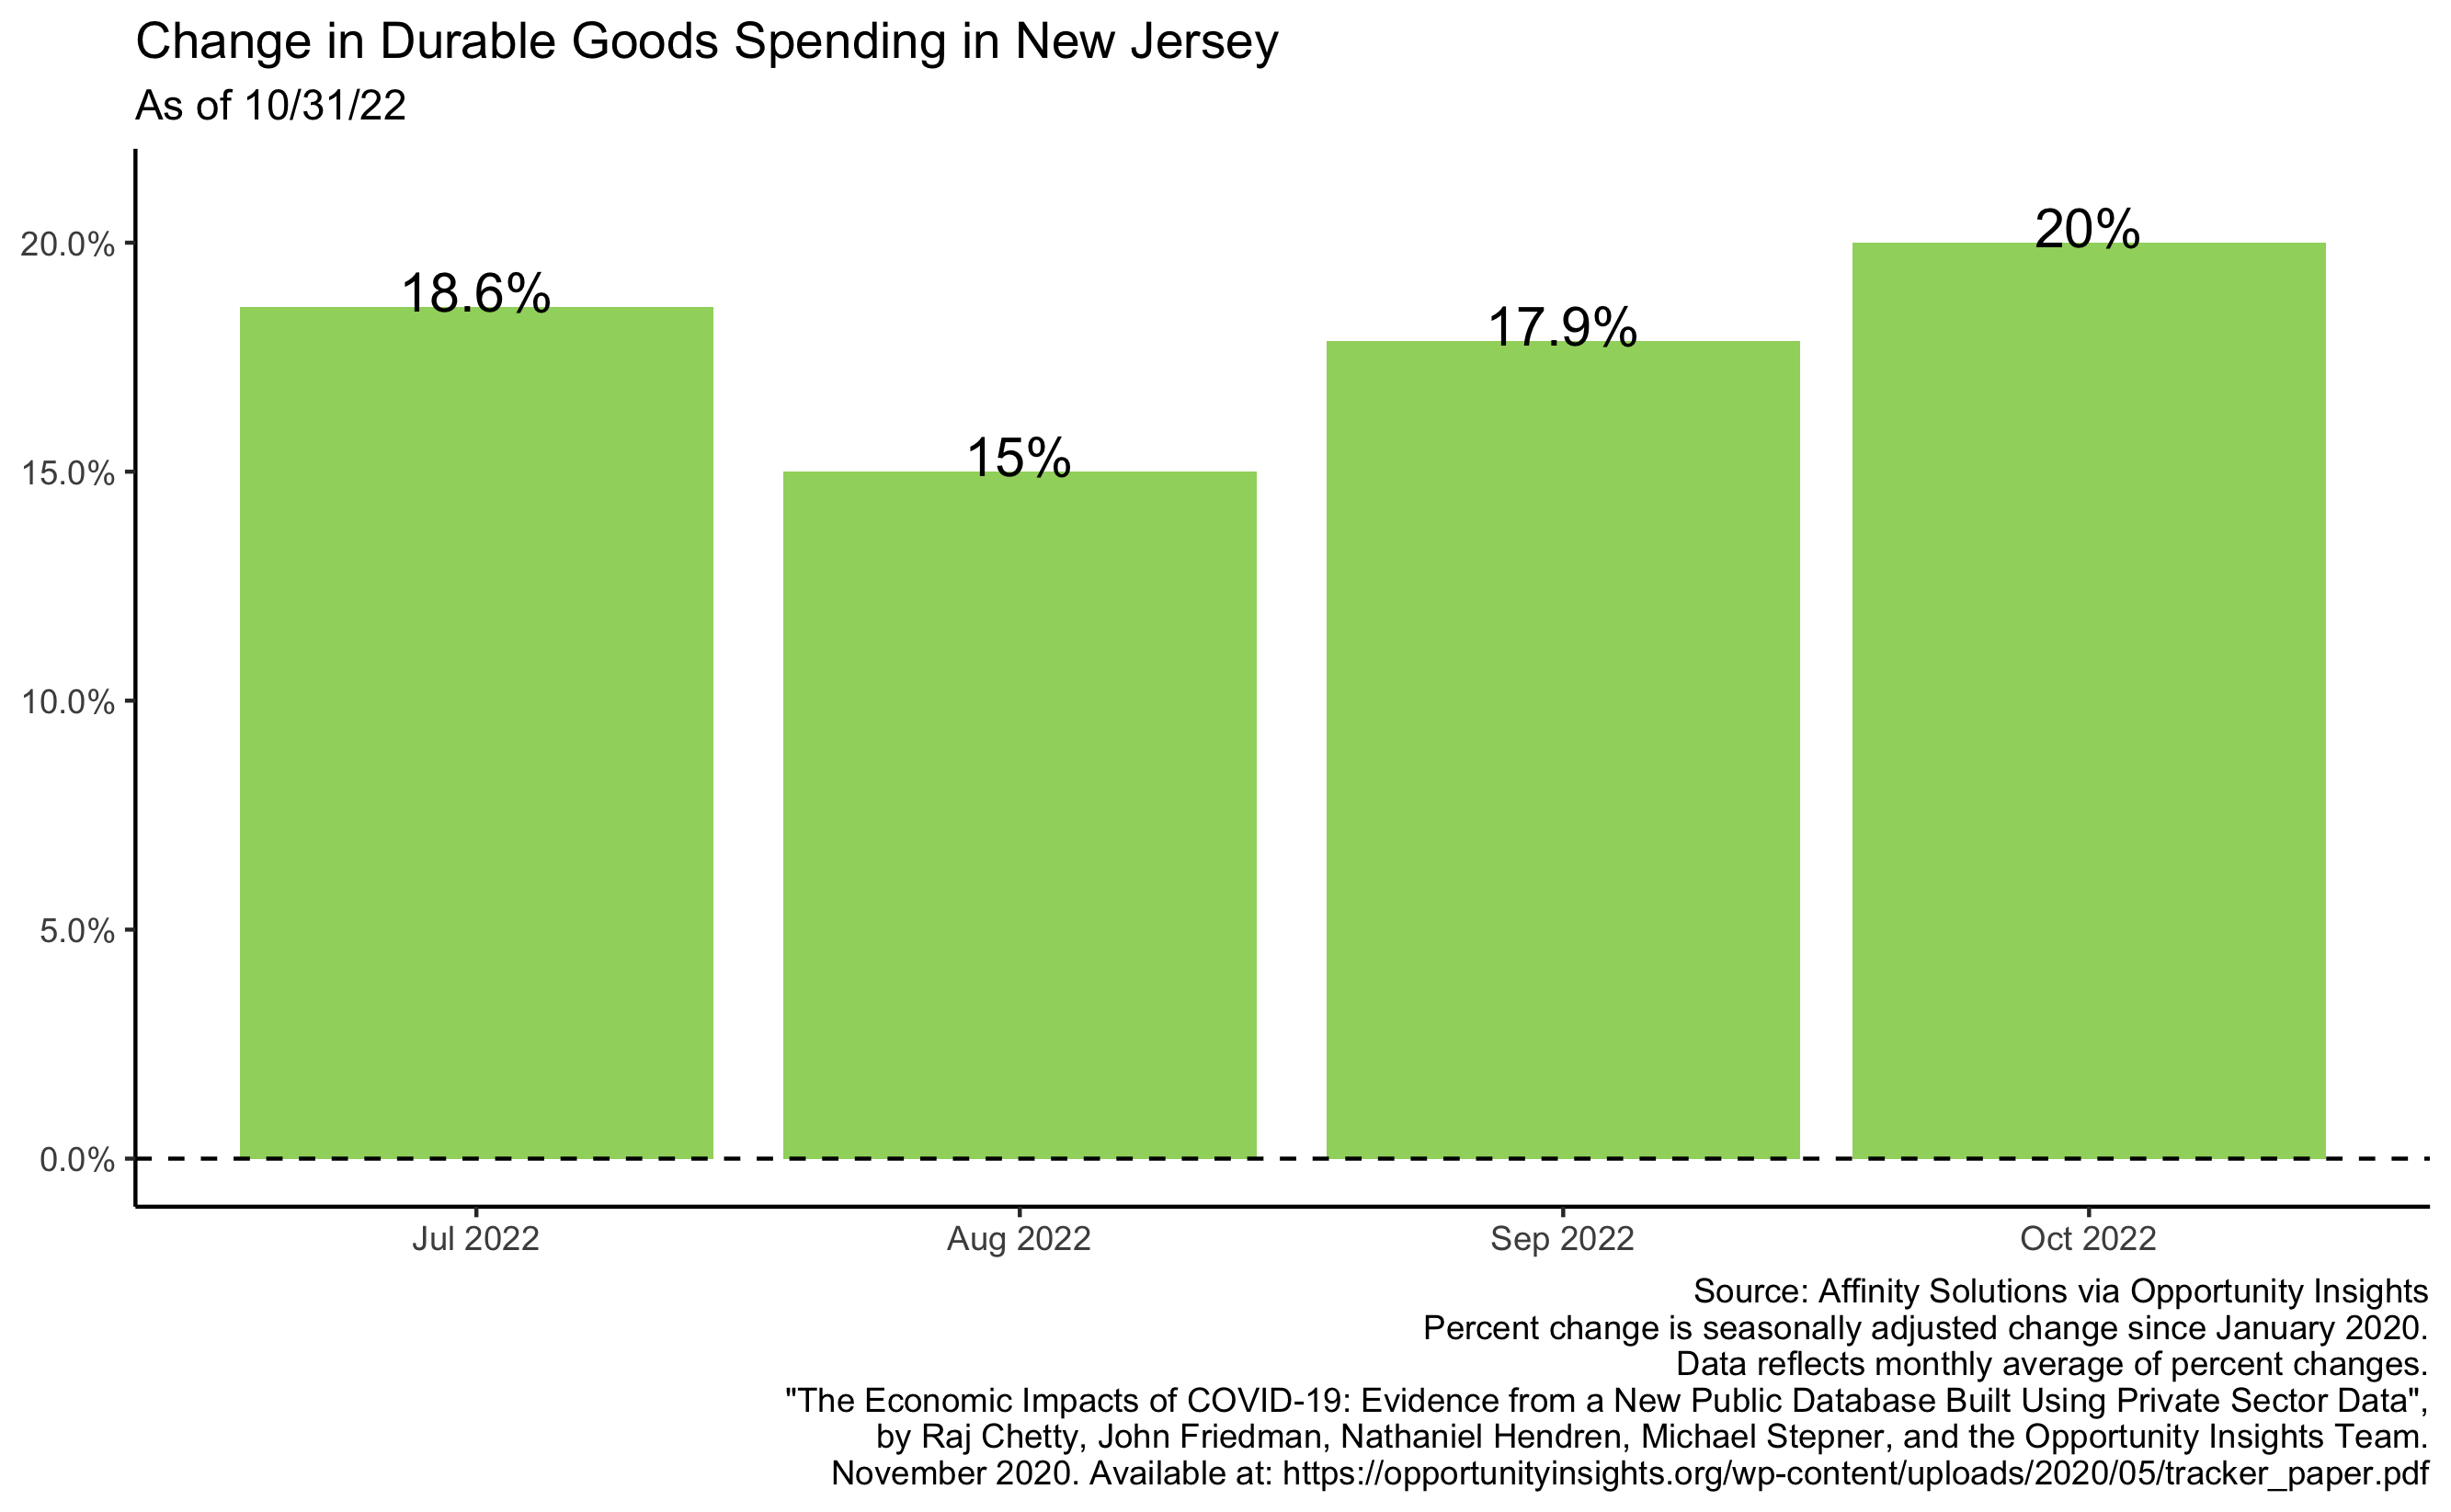 Change in Durable Goods Spending in New Jersey
As of 10/31/22
20.0%
15.0%
10.0%
5.0%
0.0%
18.6%
15%
17.9%
20%
Jul 2022
Aug 2022
Sep 2022
Oct 2022
Source: Affinity Solutions via Opportunity Insights
Percent change is seasonally adjusted change since January 2020.
Data reflects monthly average of percent changes.
"The Economic Impacts of COVID-19: Evidence from a New Public Database Built Using Private Sector Data",
by Raj Chetty, John Friedman, Nathaniel Hendren, Michael Stepner, and the Opportunity Insights Team.
November 2020. Available at: https://opportunityinsights.org/wp-content/uploads/2020/05/tracker_paper.pdf